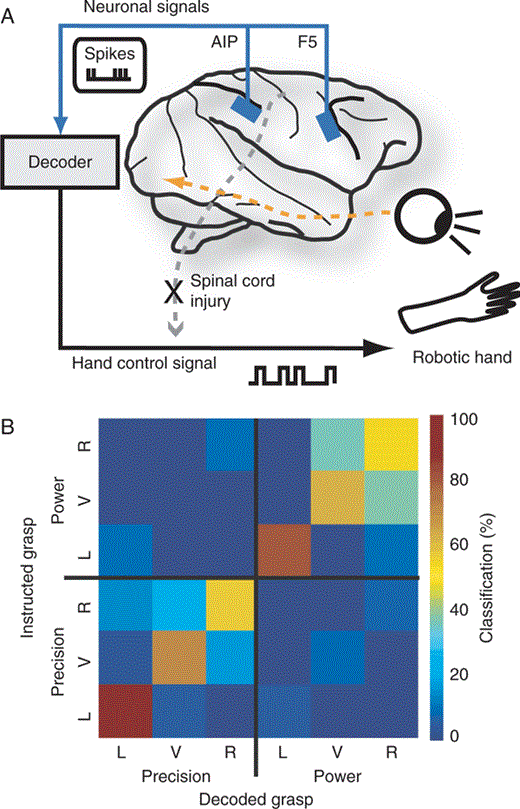 A
Neuronal signals
Spikes
AIP
F5
Decoder
X
Spinal cord
injury
Hand control signal
Robotic hand
B
Instructed grasp
Power
R
V
L
Precision
R
V
L
L
V
R
L
V
R
Precision
Power
Decoded grasp
100
80
60
40
20
0
Classification (%)